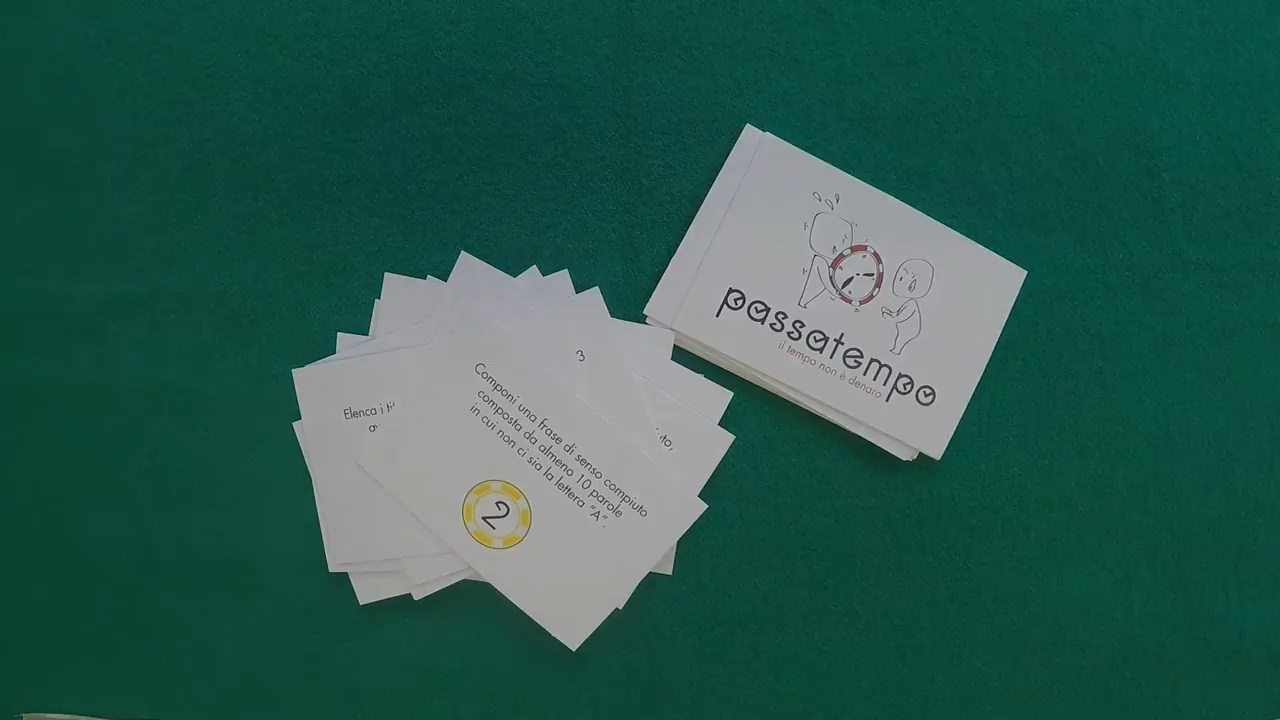 passatempo
il tempo non è denaro
3
Componi una frase di senso compiuto
composta da almeno 10 parole
in cui non ci sia la lettera "A".
2
Elenca i